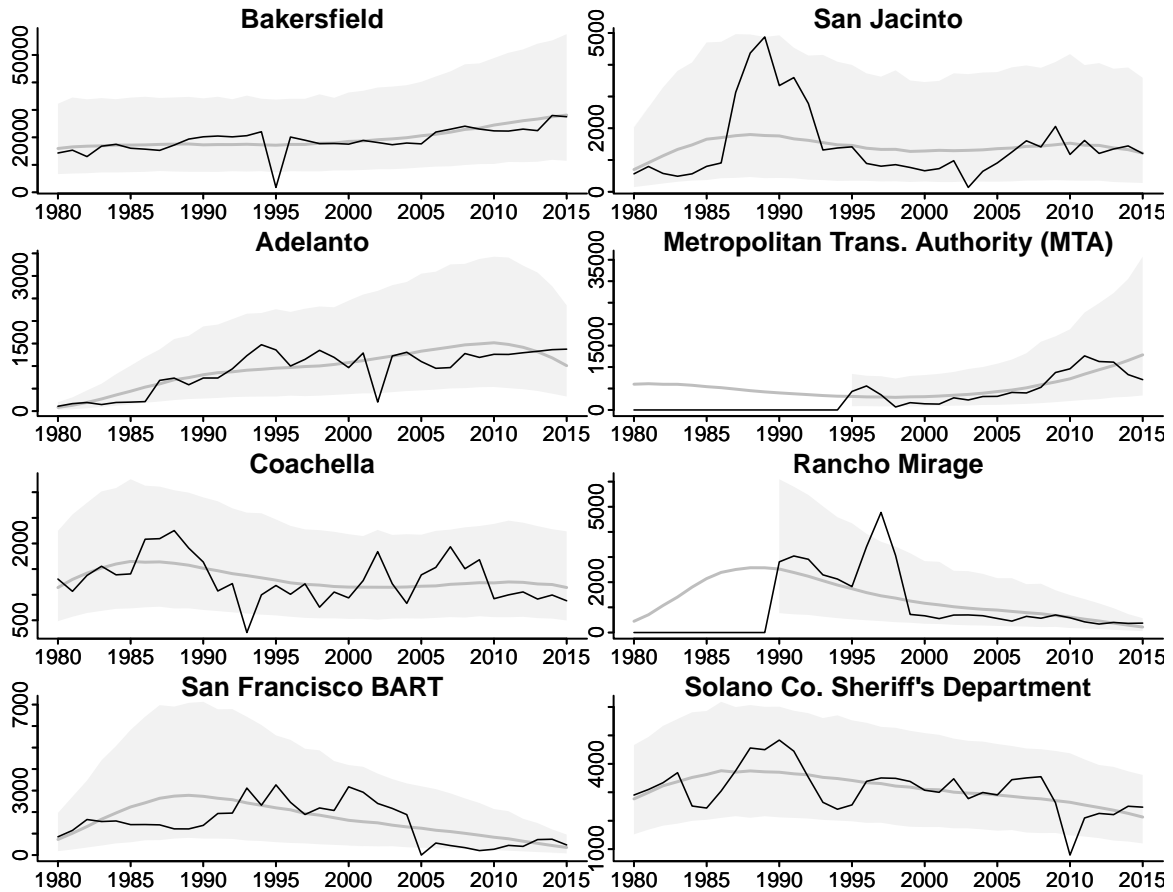 Bakersfield
0 20000 50000
1980 1985 1990 1995 2000 2005 2010 2015
San Jacinto
0 2000 5000
1980 1985 1990 1995 2000 2005 2010 2015
Adelanto
0 1500 3000
1980 1985 1990 1995 2000 2005 2010 2015
Metropolitan Trans. Authority (MTA)
0 15000 35000
1980 1985 1990 1995 2000 2005 2010 2015
Coachella
500 2000
1980 1985 1990 1995 2000 2005 2010 2015
Rancho Mirage
0 2000 5000
1980 1985 1990 1995 2000 2005 2010 2015
San Francisco BART
0 3000 7000
1980 1985 1990 1995 2000 2005 2010 2015
Solano Co. Sheriff's Department
1000 4000
1980 1985 1990 1995 2000 2005 2010 2015